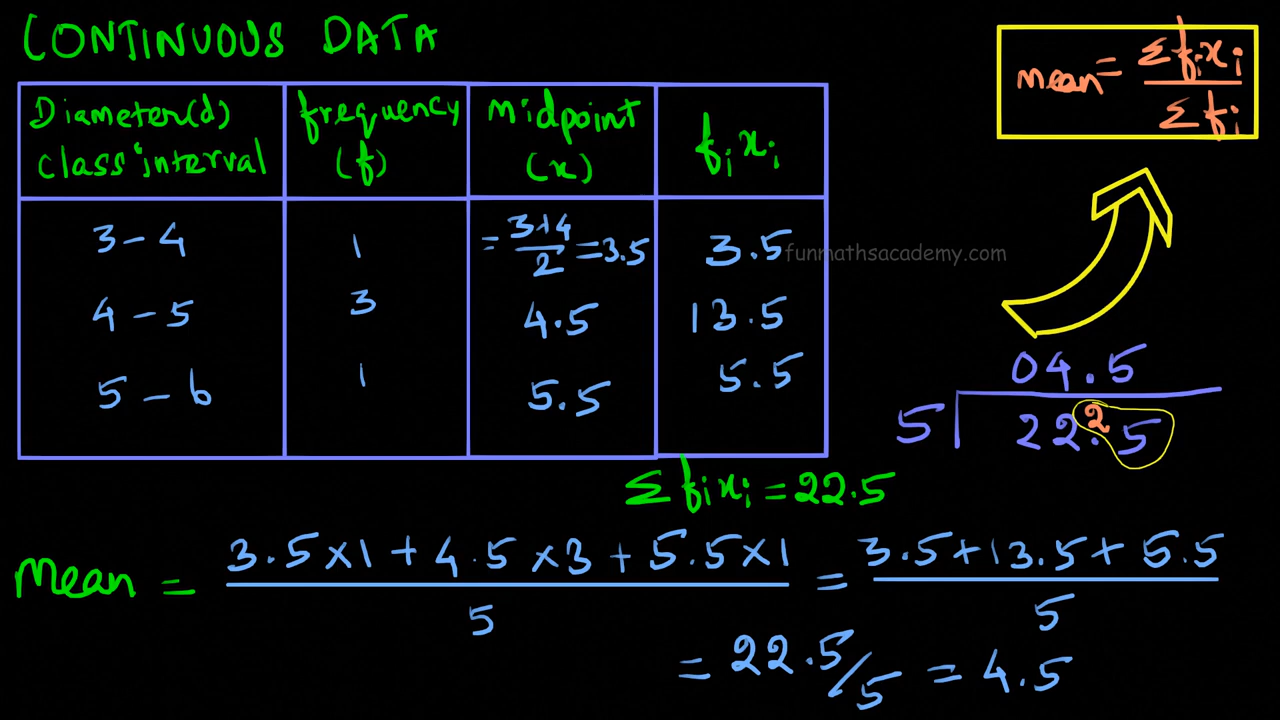 CONTINUOUS DATA
mean = Σfixi / Σfi
Diameter(d) class interval | frequency (f) | midpoint (x) | fixi
3 - 4 | 1 | = 3+4 / 2 = 3.5 | 3.5
funmathsacademy.com
4 - 5 | 3 | 4.5 | 13.5
5 - 6 | 1 | 5.5 | 5.5
04.5
5 22.²5
Σfixi = 22.5
Mean = 3.5×1 + 4.5×3 + 5.5×1 / 5 = 3.5+13.5+5.5 / 5
= 22.5/5 = 4.5